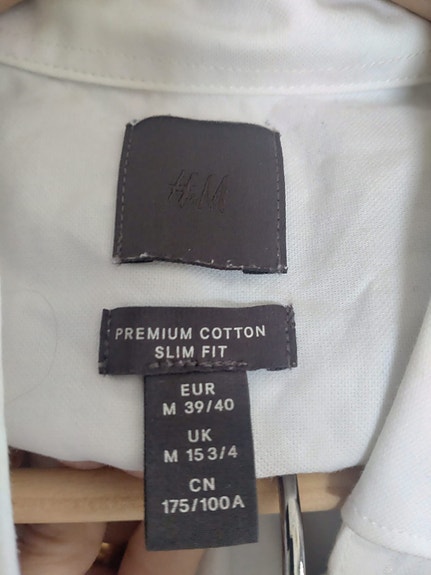 H&M
PREMIUM COTTON
SLIM FIT
EUR
M 39/40
UK
M 15 3/4
CN
175/100A